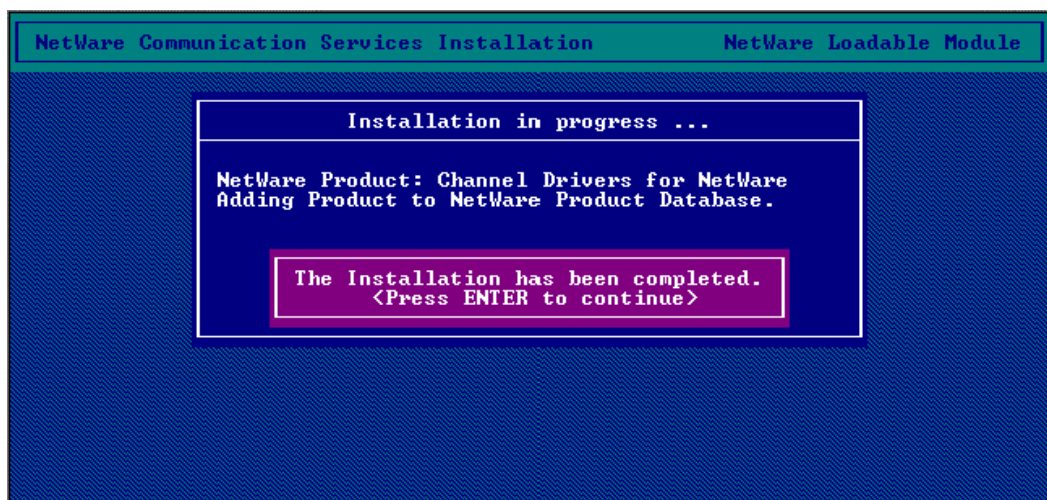 NetWare Communication Services Installation NetWare Loadable Module
Installation in progress ...
NetWare Product: Channel Drivers for NetWare
Adding Product to NetWare Product Database.
The Installation has been completed.
<Press ENTER to continue>